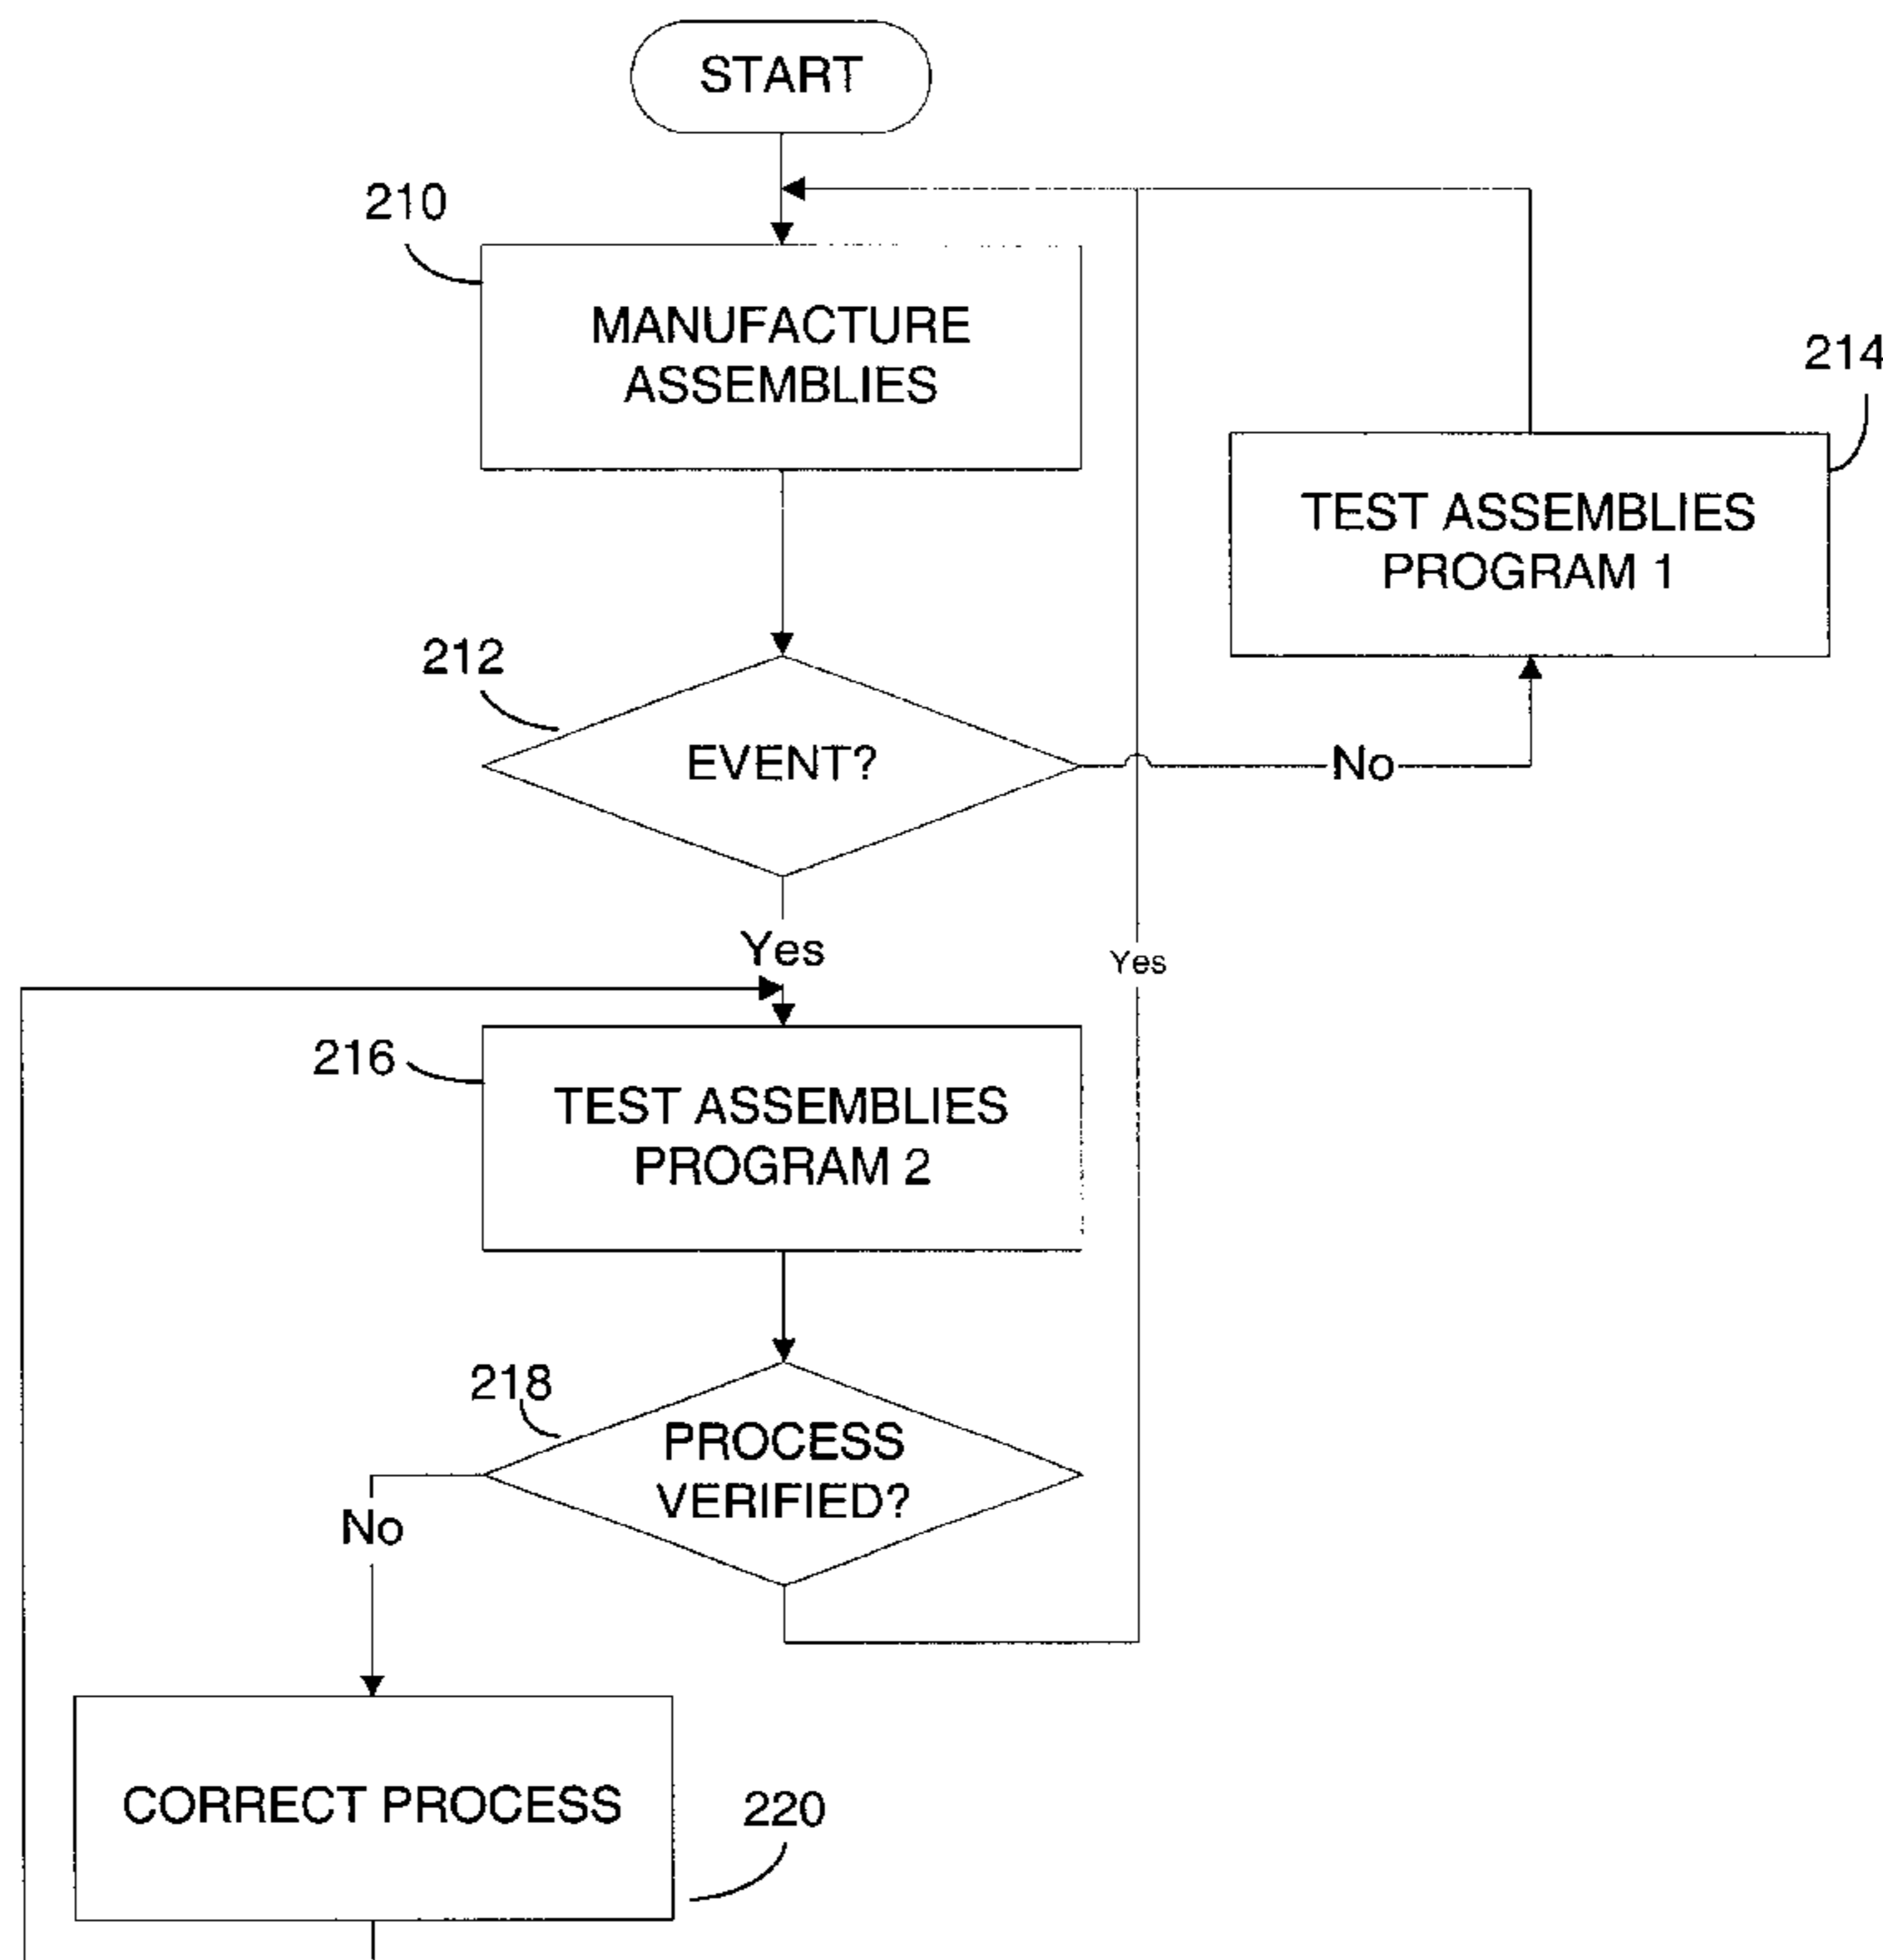 START
210
MANUFACTURE
ASSEMBLIES
214
TEST ASSEMBLIES
PROGRAM 1
212
EVENT?
No
Yes
Yes
216
TEST ASSEMBLIES
PROGRAM 2
218
PROCESS
VERIFIED?
No
CORRECT PROCESS
220